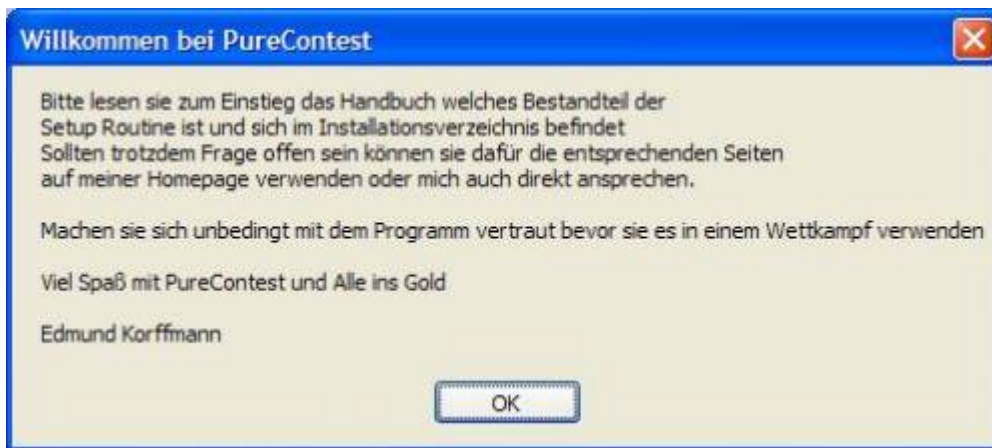 Willkommen bei PureContest
Bitte lesen sie zum Einstieg das Handbuch welches Bestandteil der
Setup Routine ist und sich im Installationsverzeichnis befindet
Sollten trotzdem Frage offen sein können sie dafür die entsprechenden Seiten
auf meiner Homepage verwenden oder mich auch direkt ansprechen.
Machen sie sich unbedingt mit dem Programm vertraut bevor sie es in einem Wettkampf verwenden
Viel Spaß mit PureContest und Alle ins Gold
Edmund Korffmann
OK